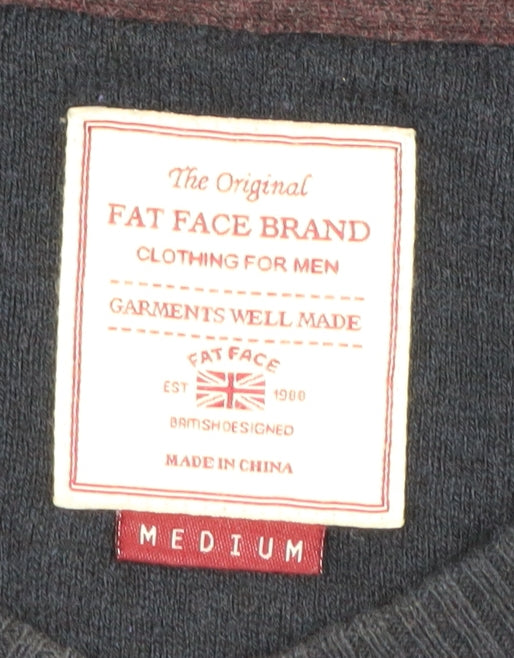 The Original
FAT FACE BRAND
CLOTHING FOR MEN
GARMENTS WELL MADE
FAT FACE
EST 1988
BRITISH DESIGNED
MADE IN CHINA
MEDIUM